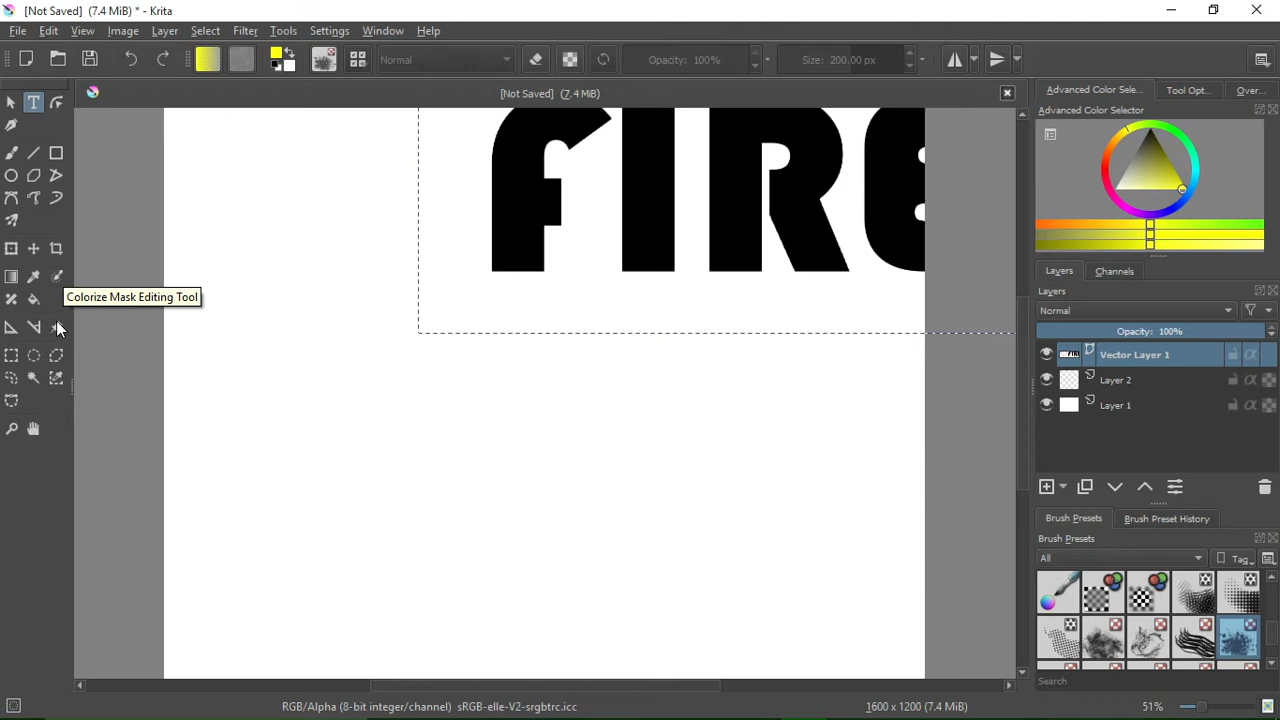 [Not Saved] (7.4 MiB) * - Krita
File Edit View Image Layer Select Filter Tools Settings Window Help
Normal Opacity: 100% Size: 200.00 px
[Not Saved] (7.4 MiB)
Advanced Color Sele... Tool Opt... Over...
Advanced Color Selector
FIRE
Layers Channels
Colorize Mask Editing Tool
Layers
Normal
Opacity: 100%
Vector Layer 1
Layer 2
Layer 1
Brush Presets Brush Preset History
Brush Presets
All Tag
Search
RGB/Alpha (8-bit integer/channel) sRGB-elle-V2-srgbtrc.icc 1600 x 1200 (7.4 MiB) 51%